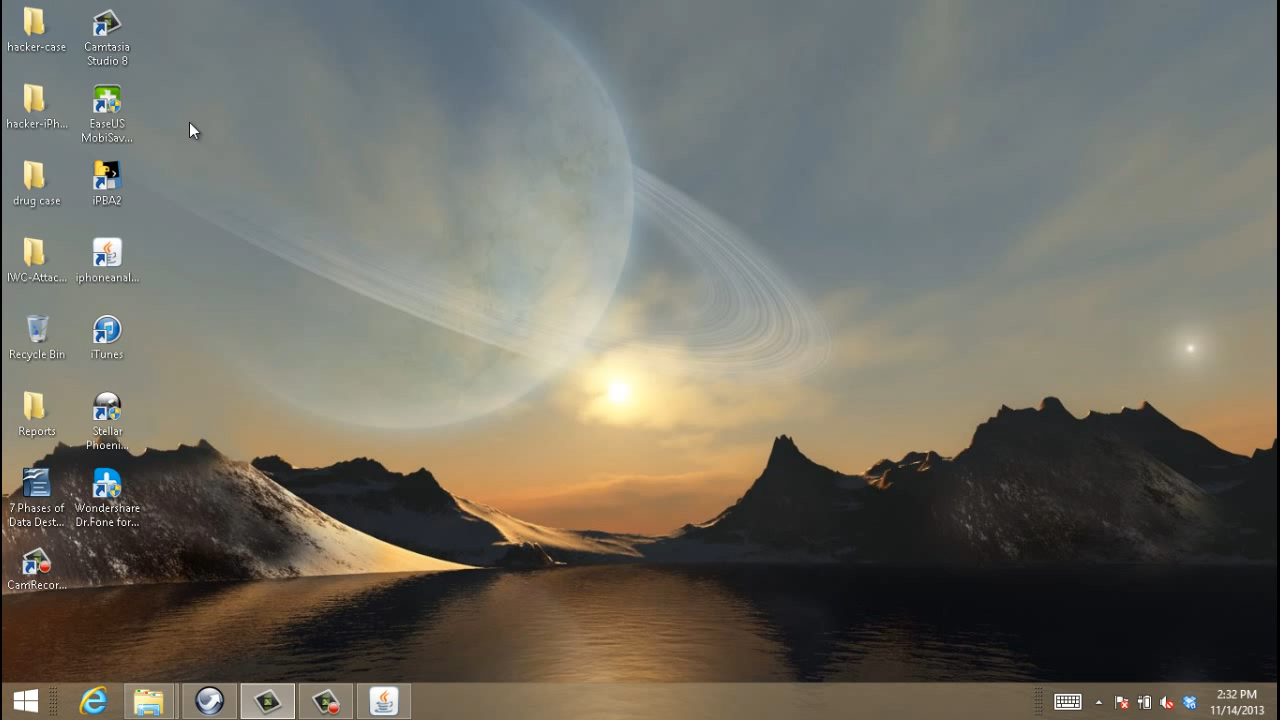 hacker-case
Camtasia
Studio 8
hacker-iPh...
EaseUS
MobiSav...
drug case
iPBA2
IWC-Attac...
iphoneanal...
Recycle Bin
iTunes
Reports
Stellar
Phoeni...
7 Phases of
Data Dest...
Wondershare
Dr.Fone for...
CamRecor...
2:32 PM
11/14/2013